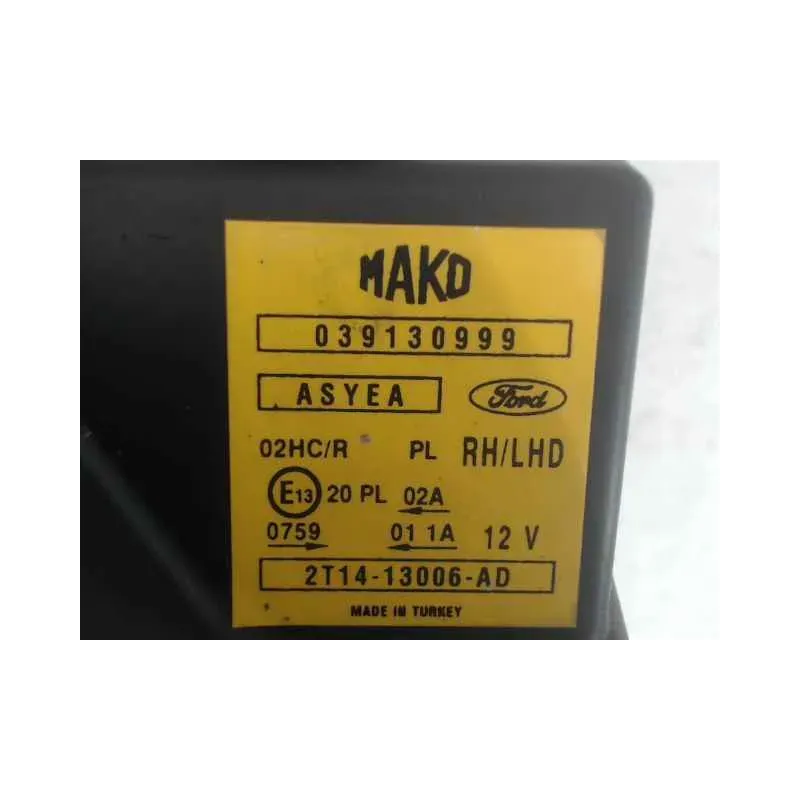 MAKO
039130999
ASYEA Ford
02HC/R PL RH/LHD
E13 20 PL 02A
0759 01 1A 12 V
2T14-13006-AD
MADE IN TURKEY